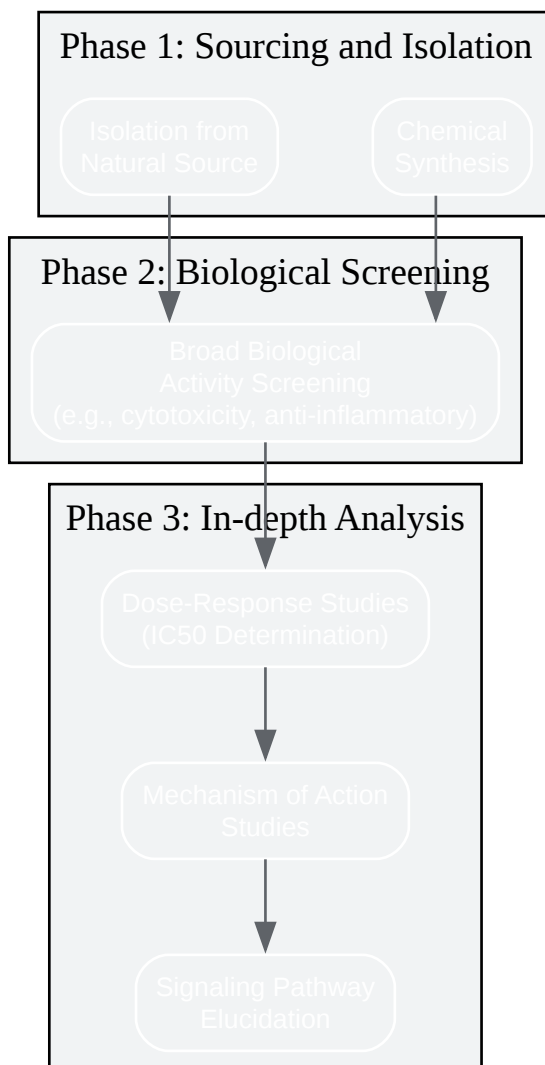 Phase 1: Sourcing and Isolation
Isolation from
Natural Source
Chemical
Synthesis
Phase 2: Biological Screening
Broad Biological
Activity Screening
(e.g., cytotoxicity, anti-inflammatory)
Phase 3: In-depth Analysis
Dose-Response Studies
(IC50 Determination)
Mechanism of Action
Studies
Signaling Pathway
Elucidation